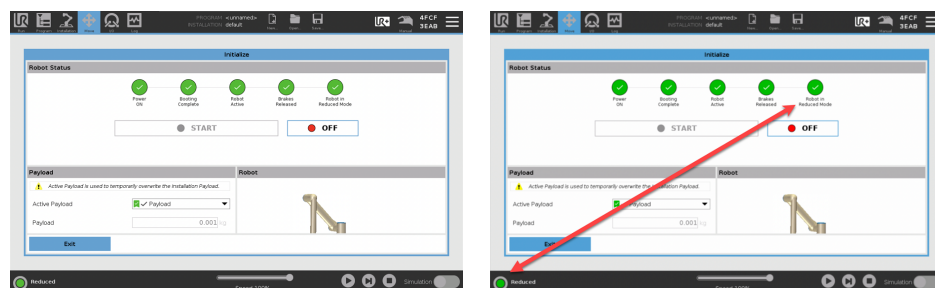 PROGRAM <unnamed>
INSTALLATION default
4FCF
3EAB
Run Program Installation Move I/O Log
New... Open... Save...
Manual
Initialize
Robot Status
Power ON
Booting Complete
Robot Active
Brakes Released
Robot in Reduced Mode
START
OFF
Payload
Robot
Active Payload is used to temporarily overwrite the Installation Payload.
Active Payload
Payload
Payload
0.001 kg
Exit
Reduced
Speed 100%
Simulation
PROGRAM <unnamed>
INSTALLATION default
4FCF
3EAB
Run Program Installation Move I/O Log
New... Open... Save...
Manual
Initialize
Robot Status
Power ON
Booting Complete
Robot Active
Brakes Released
Robot in Reduced Mode
START
OFF
Payload
Robot
Active Payload is used to temporarily overwrite the Installation Payload.
Active Payload
Payload
Payload
0.001 kg
Exit
Reduced
Speed 100%
Simulation